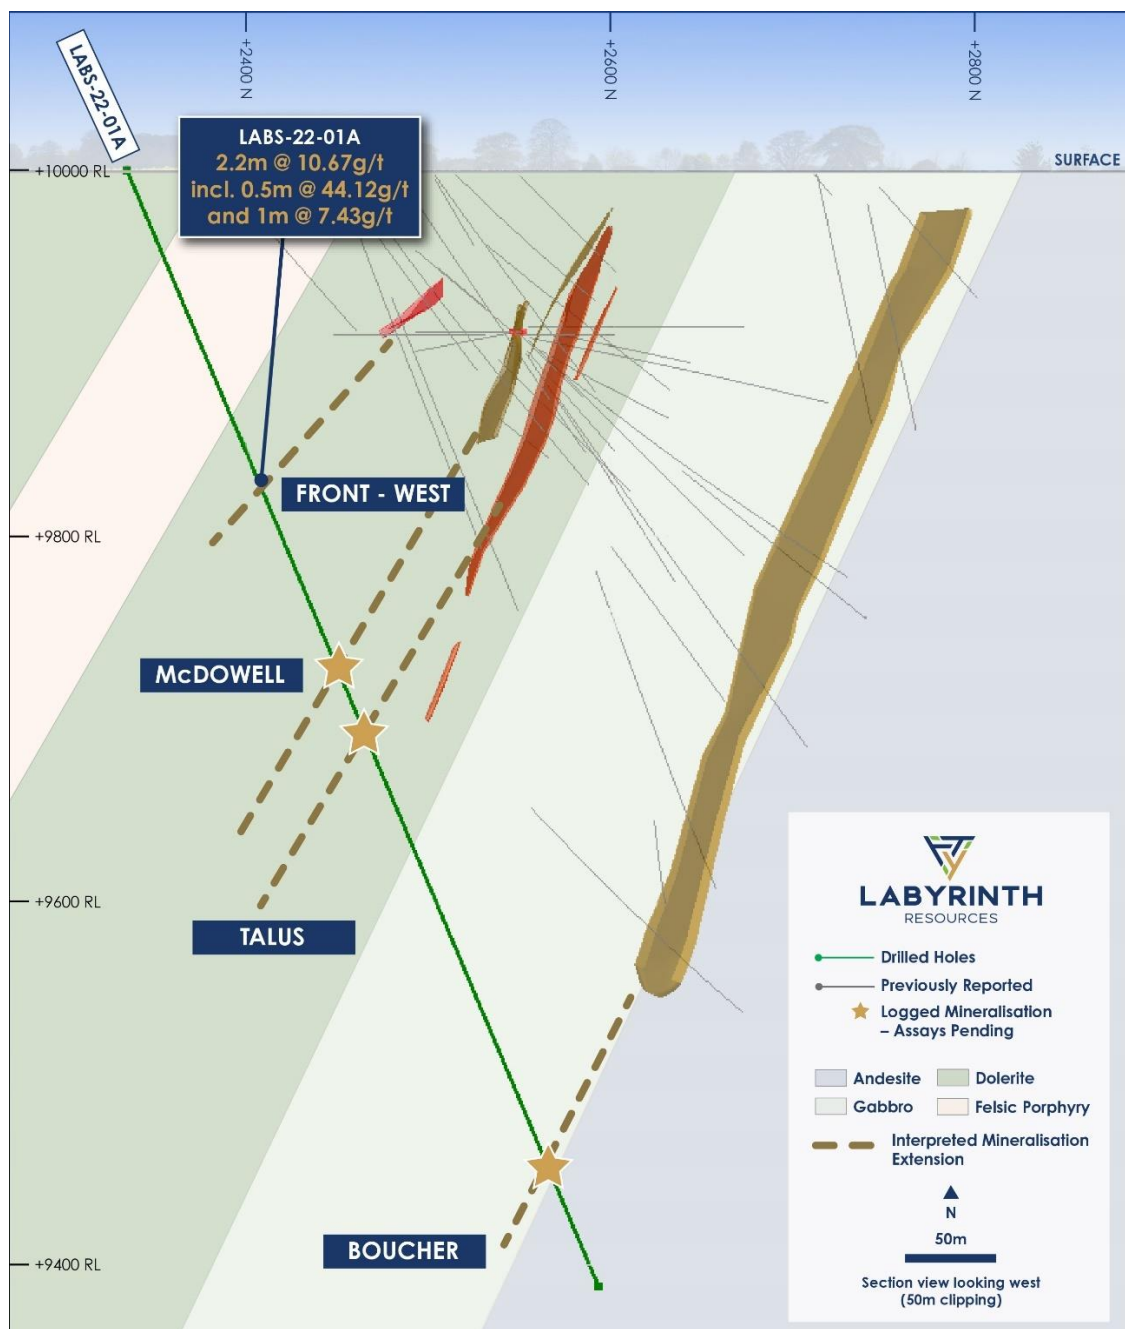 +2400 N
+2600 N
+2800 N
LABS-22-01A
LABS-22-01A
2.2m @ 10.67g/t
incl. 0.5m @ 44.12g/t
and 1m @ 7.43g/t
SURFACE
+10000 RL
FRONT - WEST
+9800 RL
McDOWELL
+9600 RL
TALUS
BOUCHER
+9400 RL
LABYRINTH
RESOURCES
Drilled Holes
Previously Reported
Logged Mineralisation
– Assays Pending
Andesite
Dolerite
Gabbro
Felsic Porphyry
Interpreted Mineralisation
Extension
N
50m
Section view looking west
(50m clipping)